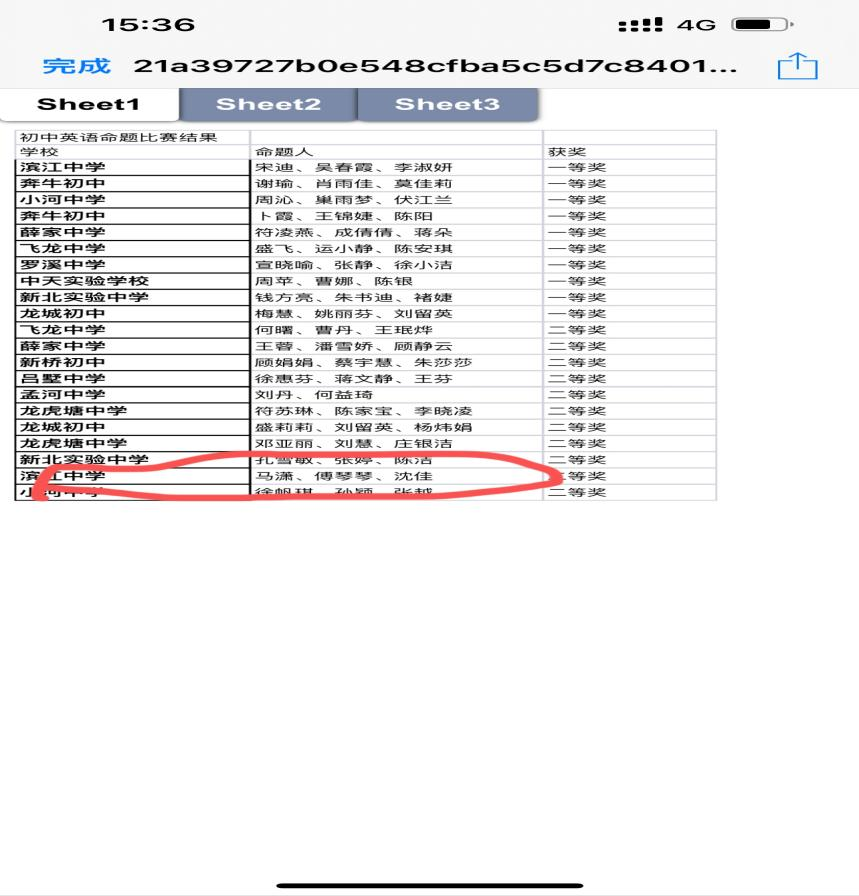 15:36 4G
完成 21a39727b0e548cfba5c5d7c8401...
Sheet1 Sheet2 Sheet3
初中英语命题比赛结果
学校 命题人 获奖
滨江中学 宋迪、吴春霞、李淑妍 一等奖
奔牛初中 谢瑜、肖雨佳、莫佳莉 一等奖
小河中学 周沁、巢雨梦、伏江兰 一等奖
奔牛初中 卜霞、王锦婕、陈阳 一等奖
薛家中学 符凌燕、成倩倩、蒋朵 一等奖
飞龙中学 盛飞、运小静、陈安琪 一等奖
罗溪中学 宣晓喻、张静、徐小洁 一等奖
中天实验学校 周苹、曹娜、陈银 一等奖
新北实验中学 钱方亮、朱书迪、褚婕 一等奖
龙城初中 梅慧、姚丽芬、刘留英 一等奖
飞龙中学 何曙、曹丹、王珉烨 二等奖
薛家中学 王蓉、潘雪娇、顾静云 二等奖
新桥初中 顾娟娟、蔡宇慧、朱莎莎 二等奖
吕墅中学 徐惠芬、蒋文静、王芬 二等奖
孟河中学 刘丹、何益琦 二等奖
龙虎塘中学 符苏琳、陈家宝、李晓凌 二等奖
龙城初中 盛莉莉、刘留英、杨炜娟 二等奖
龙虎塘中学 邓亚丽、刘慧、庄银洁 二等奖
新北实验中学 孔雪敏、张婷、陈洁 二等奖
滨江中学 马潇、傅琴琴、沈佳 二等奖
小河中学 徐帆琪、孙颖、张越 二等奖